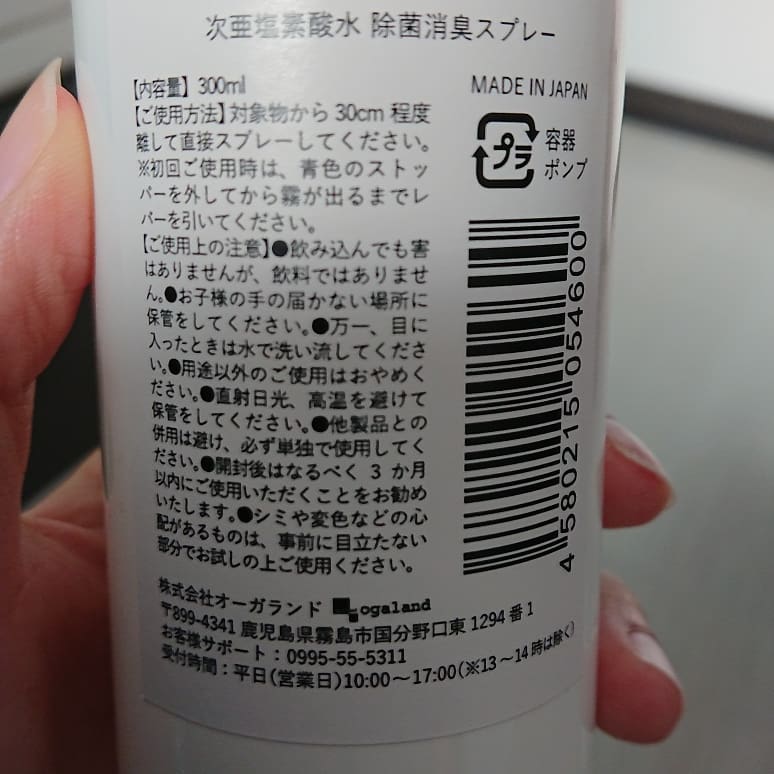 次亜塩素酸水 除菌消臭スプレー
【内容量】300ml
【ご使用方法】対象物から30cm 程度
離して直接スプレーしてください。
※初回ご使用時は、青色のストッ
パーを外してから霧が出るまでレ
バーを引いてください。
【ご使用上の注意】●飲み込んでも害
はありませんが、飲料ではありませ
ん。●お子様の手の届かない場所に
保管をしてください。●万一、目に
入ったときは水で洗い流してくださ
い。●用途以外のご使用はおやめく
ださい。●直射日光、高温を避けて
保管をしてください。●他製品との
併用は避け、必ず単独で使用してく
ださい。●開封後はなるべく 3 か月
以内にご使用いただくことをお勧め
いたします。●シミや変色などの心
配があるものは、事前に目立たない
部分でお試しの上ご使用ください。
MADE IN JAPAN
プラ
容器
ポンプ
4 580215 054600
株式会社オーガランド ogaland
〒899-4341 鹿児島県霧島市国分野口東 1294 番 1
お客様サポート：0995-55-5311
受付時間：平日(営業日)10:00～17:00(※13～14時は除く)